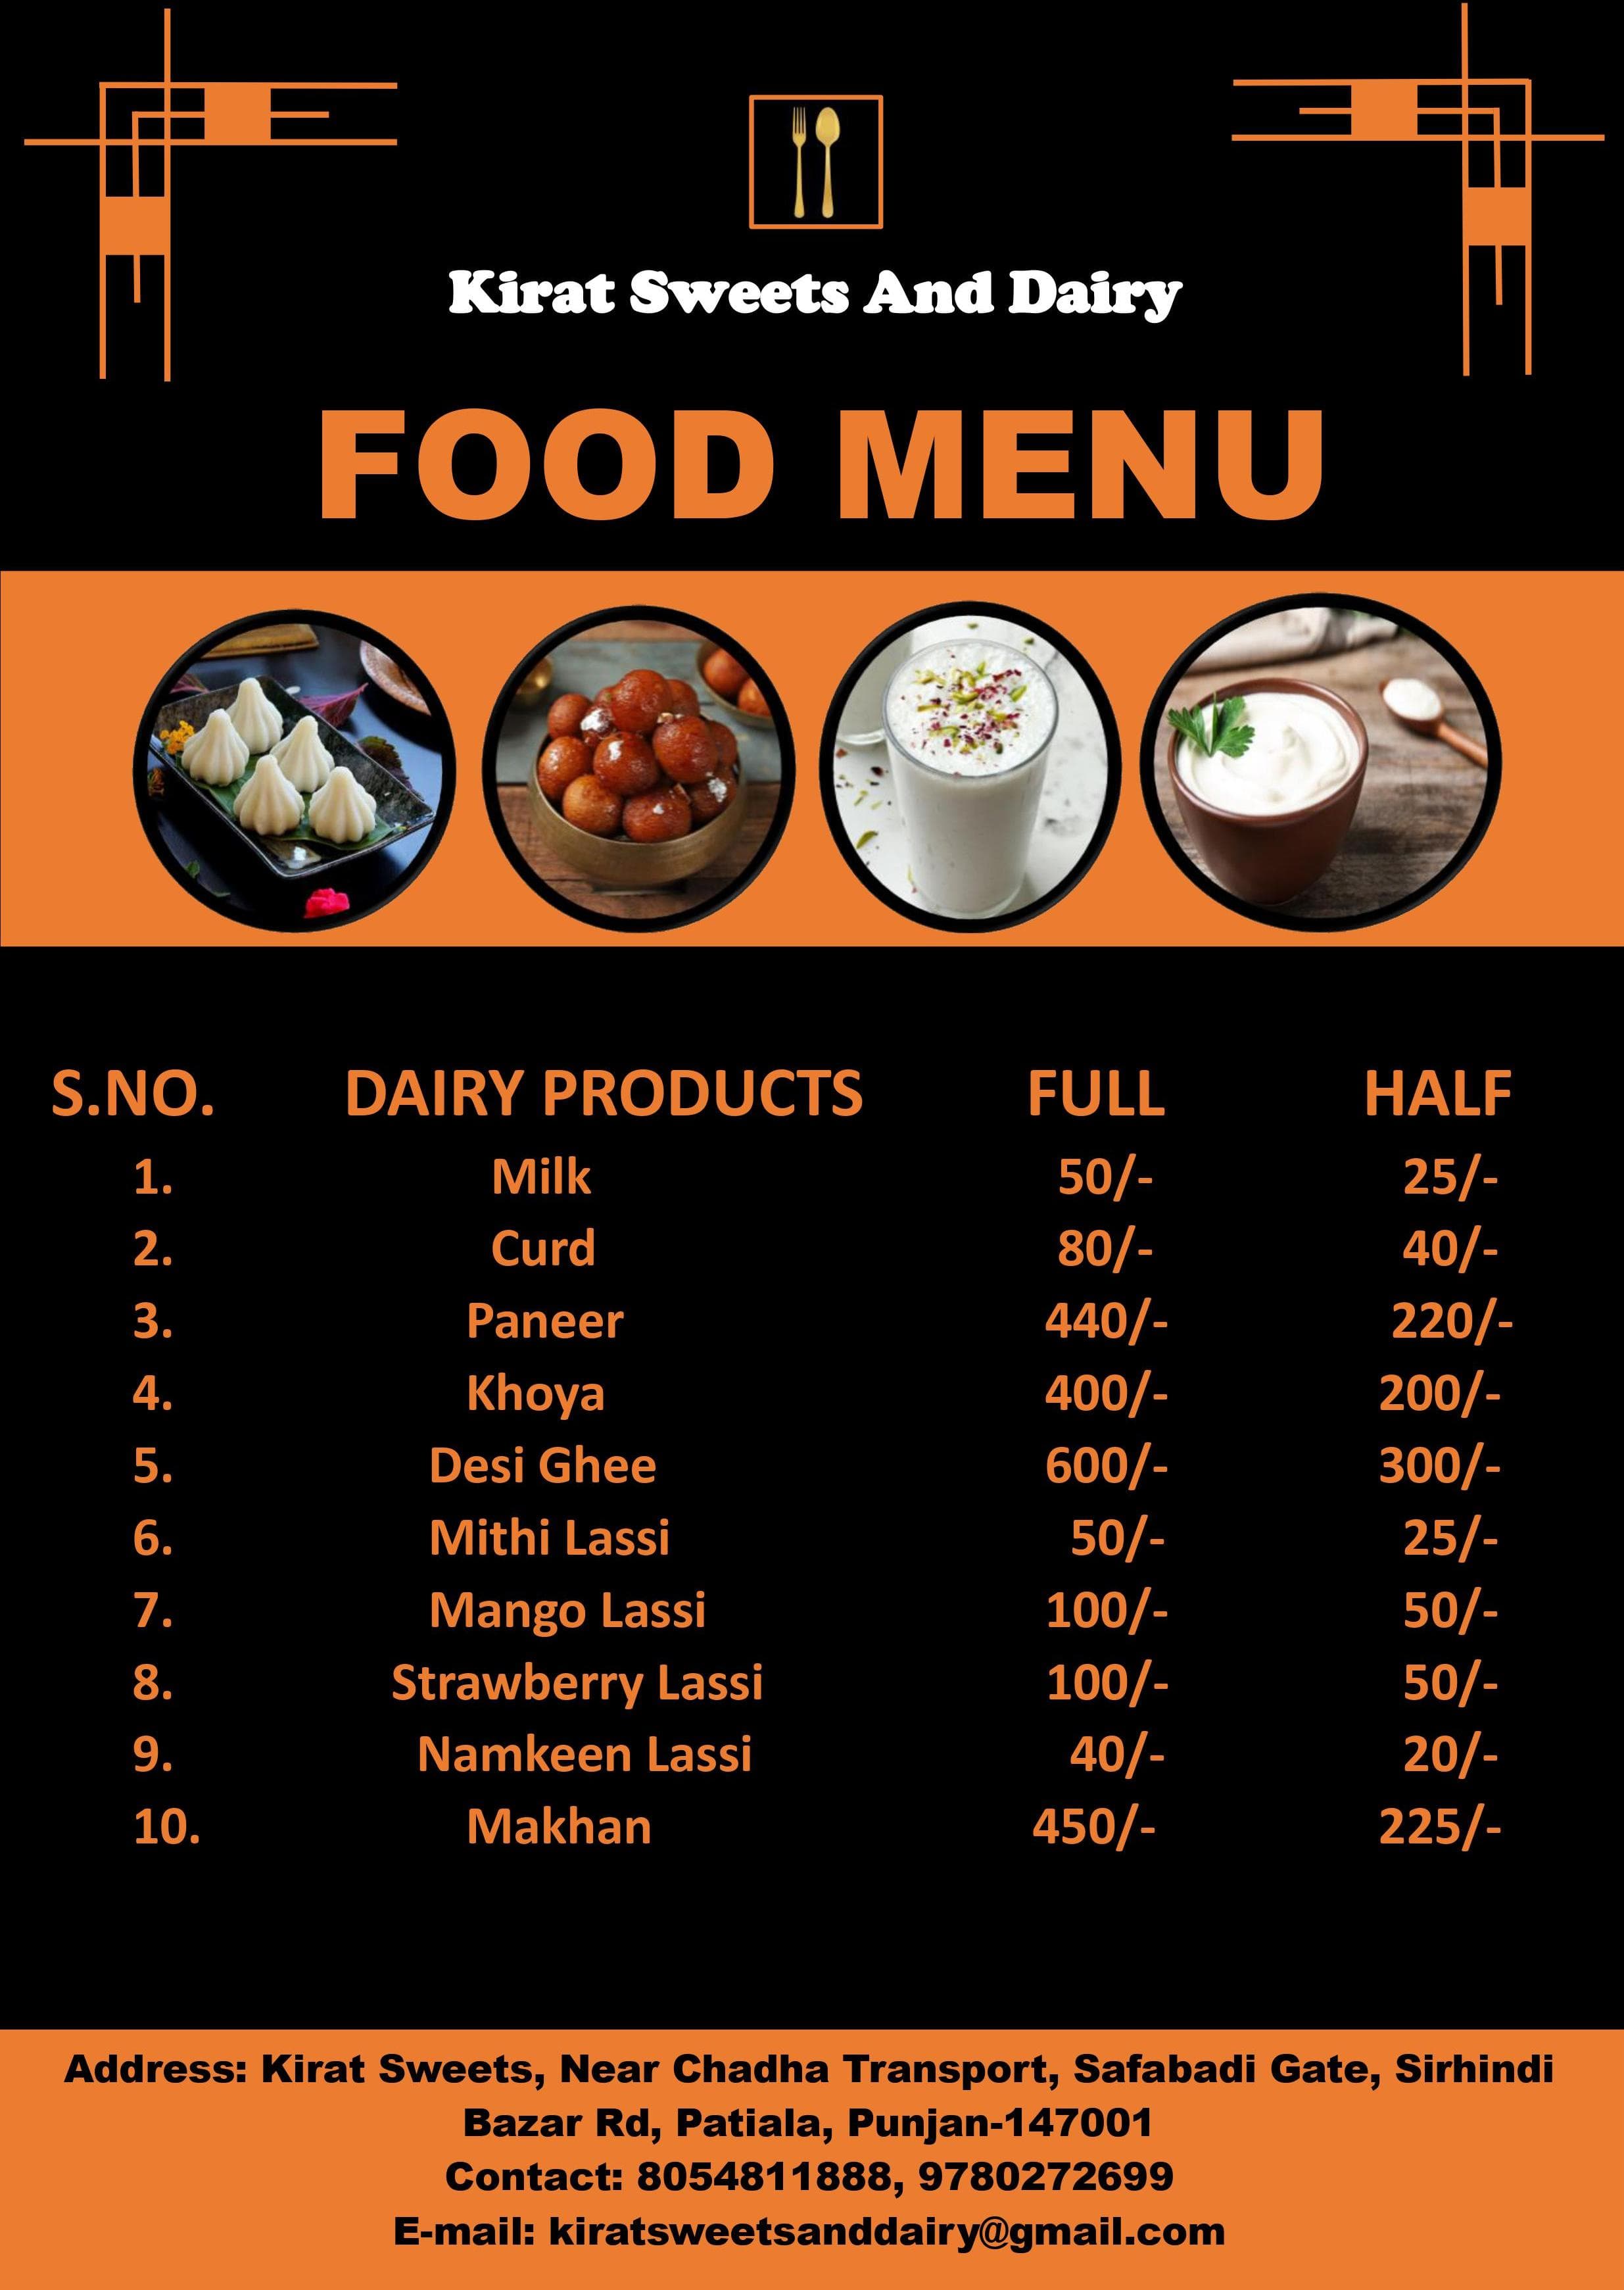 Kirat Sweets And Dairy
FOOD MENU
S.NO. DAIRY PRODUCTS FULL HALF
1. Milk 50/- 25/-
2. Curd 80/- 40/-
3. Paneer 440/- 220/-
4. Khoya 400/- 200/-
5. Desi Ghee 600/- 300/-
6. Mithi Lassi 50/- 25/-
7. Mango Lassi 100/- 50/-
8. Strawberry Lassi 100/- 50/-
9. Namkeen Lassi 40/- 20/-
10. Makhan 450/- 225/-
Address: Kirat Sweets, Near Chadha Transport, Safabadi Gate, Sirhindi
Bazar Rd, Patiala, Punjan-147001
Contact: 8054811888, 9780272699
E-mail: kiratsweetsanddairy@gmail.com